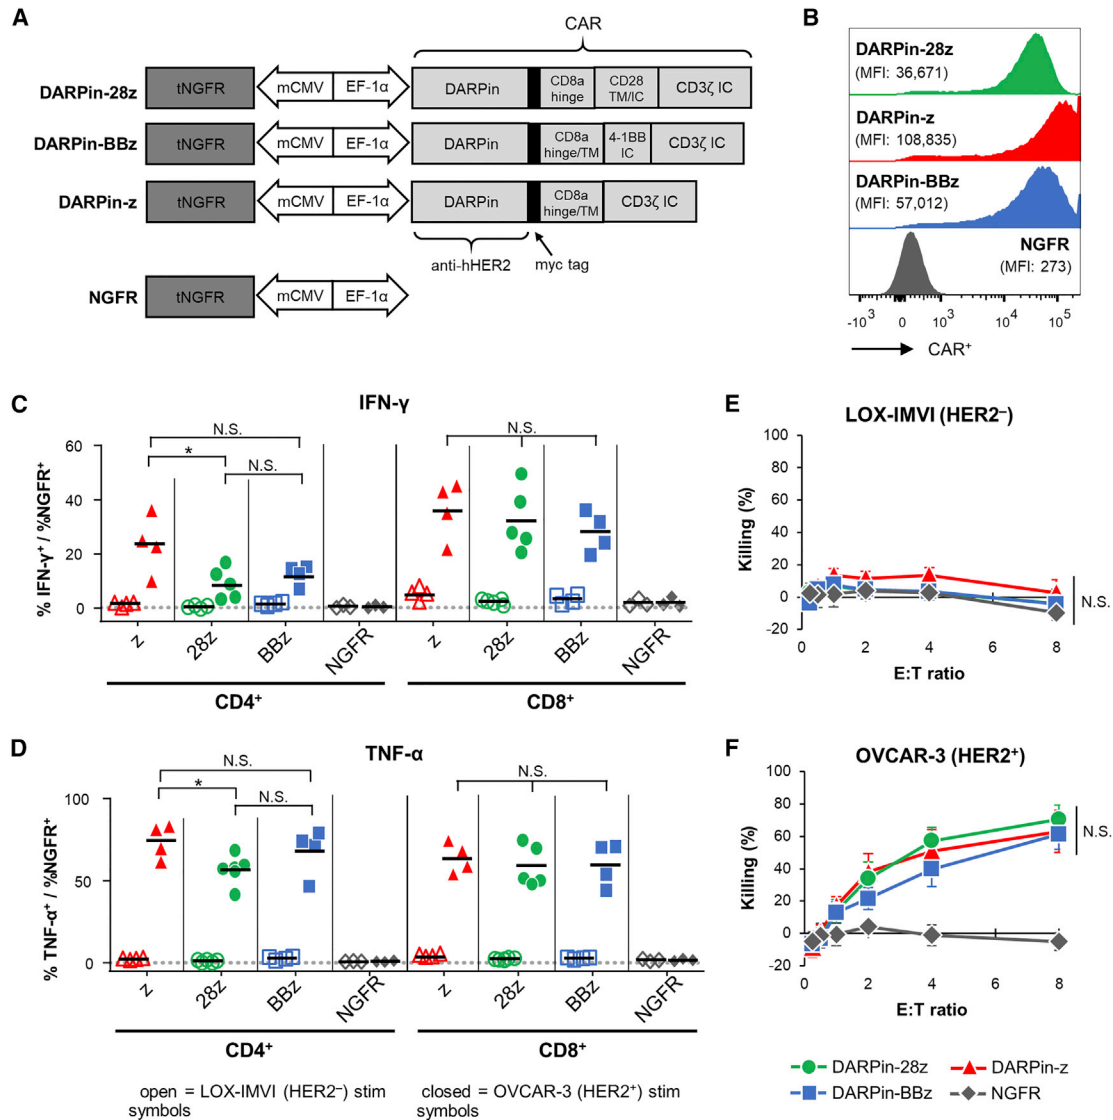 A
CAR
DARPin-28z
tNGFR
mCMV
EF-1α
DARPin
CD8a
hinge
CD28
TM/IC
CD3ζ IC
DARPin-BBz
tNGFR
mCMV
EF-1α
DARPin
CD8a
hinge/TM
4-1BB
IC
CD3ζ IC
DARPin-z
tNGFR
mCMV
EF-1α
DARPin
CD8a
hinge/TM
CD3ζ IC
anti-hHER2
myc tag
NGFR
tNGFR
mCMV
EF-1α
B
DARPin-28z
(MFI: 36,671)
DARPin-z
(MFI: 108,835)
DARPin-BBz
(MFI: 57,012)
NGFR
(MFI: 273)
-10³ 0 10³ 10⁴ 10⁵
CAR⁺
C
IFN-γ
% IFN-γ⁺ / %NGFR⁺
60
40
20
0
N.S.
*
N.S.
N.S.
z 28z BBz NGFR z 28z BBz NGFR
CD4⁺ CD8⁺
D
TNF-α
% TNF-α⁺ / %NGFR⁺
100
50
0
N.S.
*
N.S.
N.S.
z 28z BBz NGFR z 28z BBz NGFR
CD4⁺ CD8⁺
open = LOX-IMVI (HER2⁻) stim
symbols
closed = OVCAR-3 (HER2⁺) stim
symbols
E
LOX-IMVI (HER2⁻)
Killing (%)
100
80
60
40
20
0
-20
0 2 4 6 8
E:T ratio
N.S.
F
OVCAR-3 (HER2⁺)
Killing (%)
100
80
60
40
20
0
-20
0 2 4 6 8
E:T ratio
N.S.
DARPin-28z
DARPin-z
DARPin-BBz
NGFR